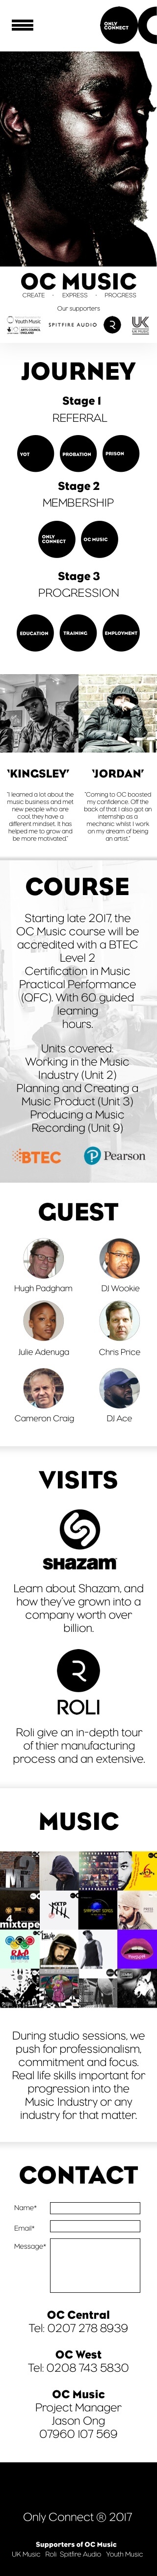 ONLY
CONNECT
OC
OC MUSIC
CREATE - EXPRESS - PROGRESS
Our supporters
Youth Music
ARTS COUNCIL
ENGLAND
SPITFIRE AUDIO
UK
MUSIC
JOURNEY
Stage 1
REFERRAL
YOT
PROBATION
PRISON
Stage 2
MEMBERSHIP
ONLY
CONNECT
OC MUSIC
Stage 3
PROGRESSION
EDUCATION
TRAINING
EMPLOYMENT
'KINGSLEY'
"I learned a lot about the
music business and met
new people who are
cool, they have a
different mindset. It has
helped me to grow and
be more motivated."
'JORDAN'
"Coming to OC boosted
my confidence. Off the
back of that I also got an
internship as a
mechanic, whilst I work
on my dream of being
an artist."
COURSE
Starting late 2017, the
OC Music course will be
accredited with a BTEC
Level 2
Certification in Music
Practical Performance
(QFC). With 60 guided
learning
hours.
Units covered:
Working in the Music
Industry (Unit 2)
Planning and Creating a
Music Product (Unit 3)
Producing a Music
Recording (Unit 9)
BTEC
Pearson
GUEST
Hugh Padgham
DJ Wookie
Julie Adenuga
Chris Price
Cameron Craig
DJ Ace
VISITS
SHAZAM
Learn about Shazam, and
how they've grown into a
company worth over
billion.
ROLI
Roli give an in-depth tour
of thier manufacturing
process and an extensive.
MUSIC
4
mixtape
MXTP
6
During studio sessions, we
push for professionalism,
commitment and focus.
Real life skills important for
progression into the
Music Industry or any
industry for that matter.
CONTACT
Name*
Email*
Message*
OC Central
Tel: 0207 278 8939
OC West
Tel: 0208 743 5830
OC Music
Project Manager
Jason Ong
07960 107 569
Only Connect ® 2017
Supporters of OC Music
UK Music Roli Spitfire Audio Youth Music